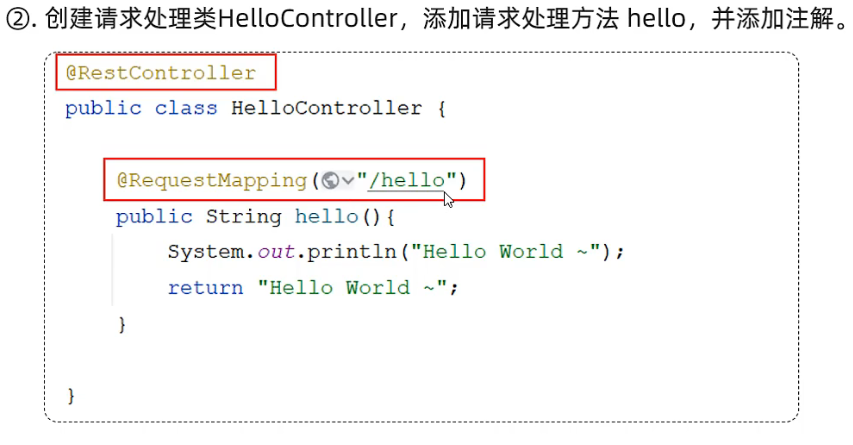 ②. 创建请求处理类HelloController，添加请求处理方法 hello，并添加注解。
@RestController
public class HelloController {
@RequestMapping("/hello")
public String hello(){
System.out.println("Hello World ~");
return "Hello World ~";
}
}